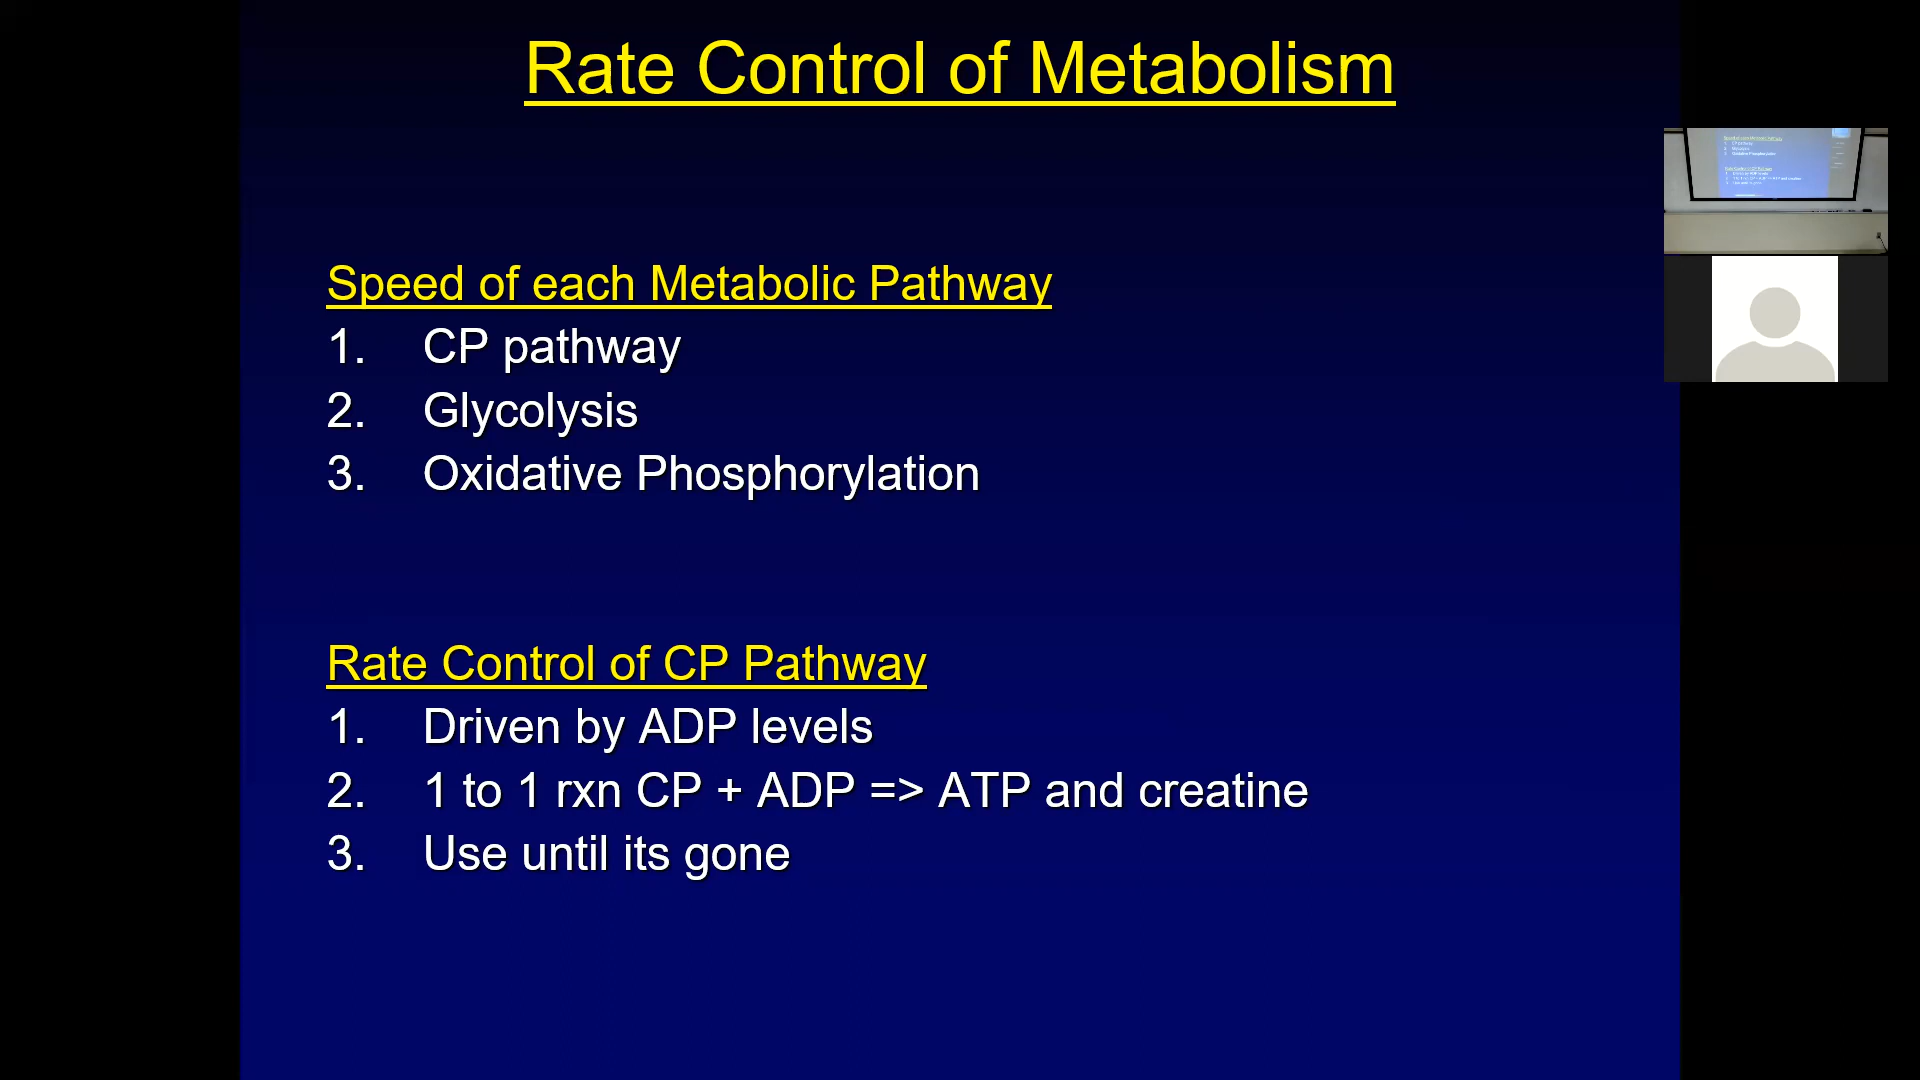 Rate Control of Metabolism
Speed of each Metabolic Pathway
1. CP pathway
2. Glycolysis
3. Oxidative Phosphorylation
Rate Control of CP Pathway
1. Driven by ADP levels
2. 1 to 1 rxn CP + ADP => ATP and creatine
3. Use until its gone